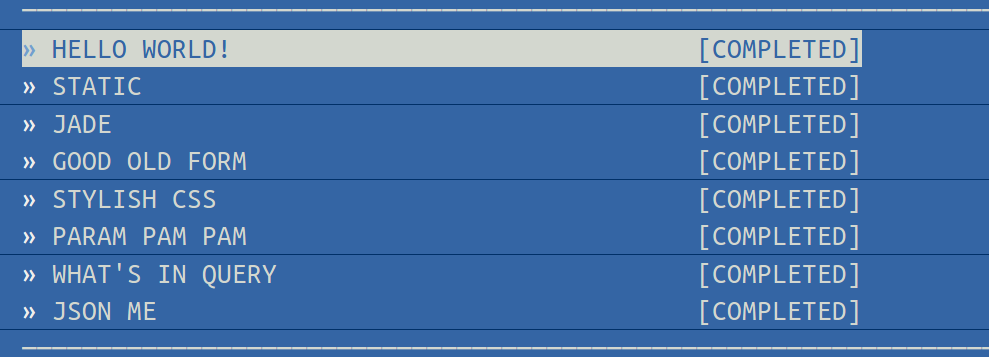 » HELLO WORLD! [COMPLETED]
» STATIC [COMPLETED]
» JADE [COMPLETED]
» GOOD OLD FORM [COMPLETED]
» STYLISH CSS [COMPLETED]
» PARAM PAM PAM [COMPLETED]
» WHAT'S IN QUERY [COMPLETED]
» JSON ME [COMPLETED]